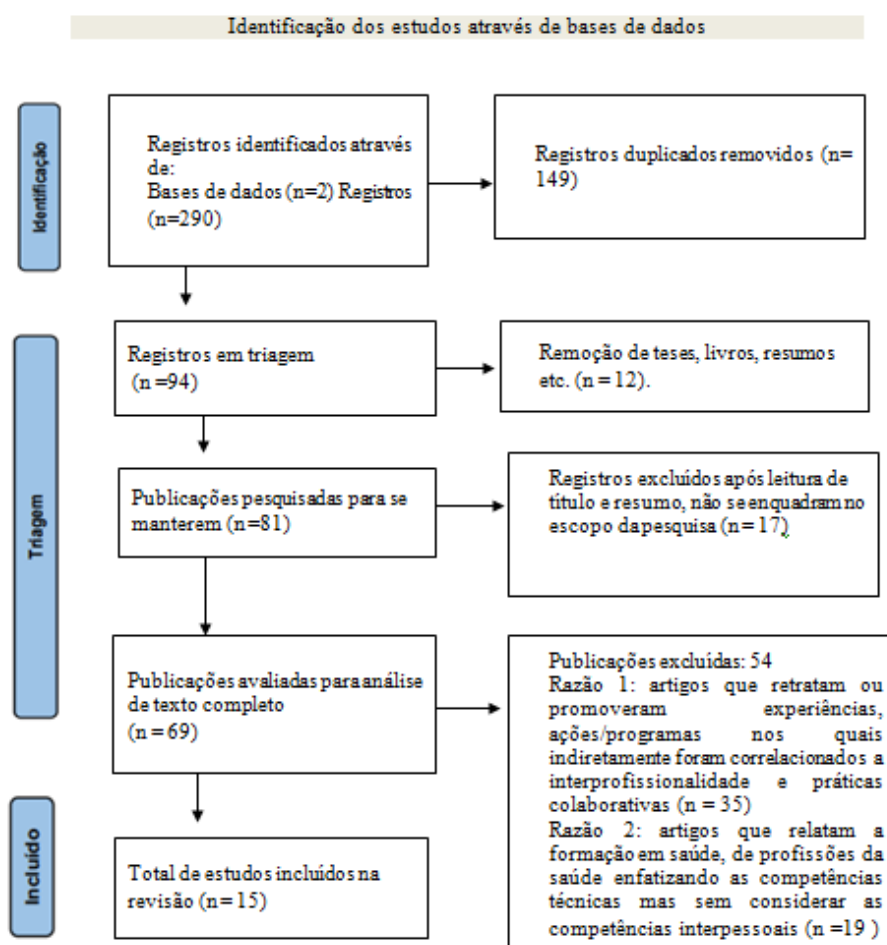 Identificação dos estudos através de bases de dados
Identificação
Registros identificados através
de:
Bases de dados (n=2) Registros
(n=290)
Registros duplicados removidos (n=
149)
Triagem
Registros em triagem
(n =94)
Remoção de teses, livros, resumos
etc. (n = 12).
Publicações pesquisadas para se
manterem (n=81)
Registros excluídos após leitura de
título e resumo, não se enquadram no
escopo da pesquisa (n= 17)
Publicações avaliadas para análise
de texto completo
(n = 69)
Publicações excluídas: 54
Razão 1: artigos que retratam ou
promoveram experiências,
ações/programas nos quais
indiretamente foram correlacionados a
interprofissionalidade e práticas
colaborativas (n = 35)
Razão 2: artigos que relatam a
formação em saúde, de profissões da
saúde enfatizando as competências
técnicas mas sem considerar as
competências interpessoais (n =19 )
Incluído
Total de estudos incluídos na
revisão (n= 15)